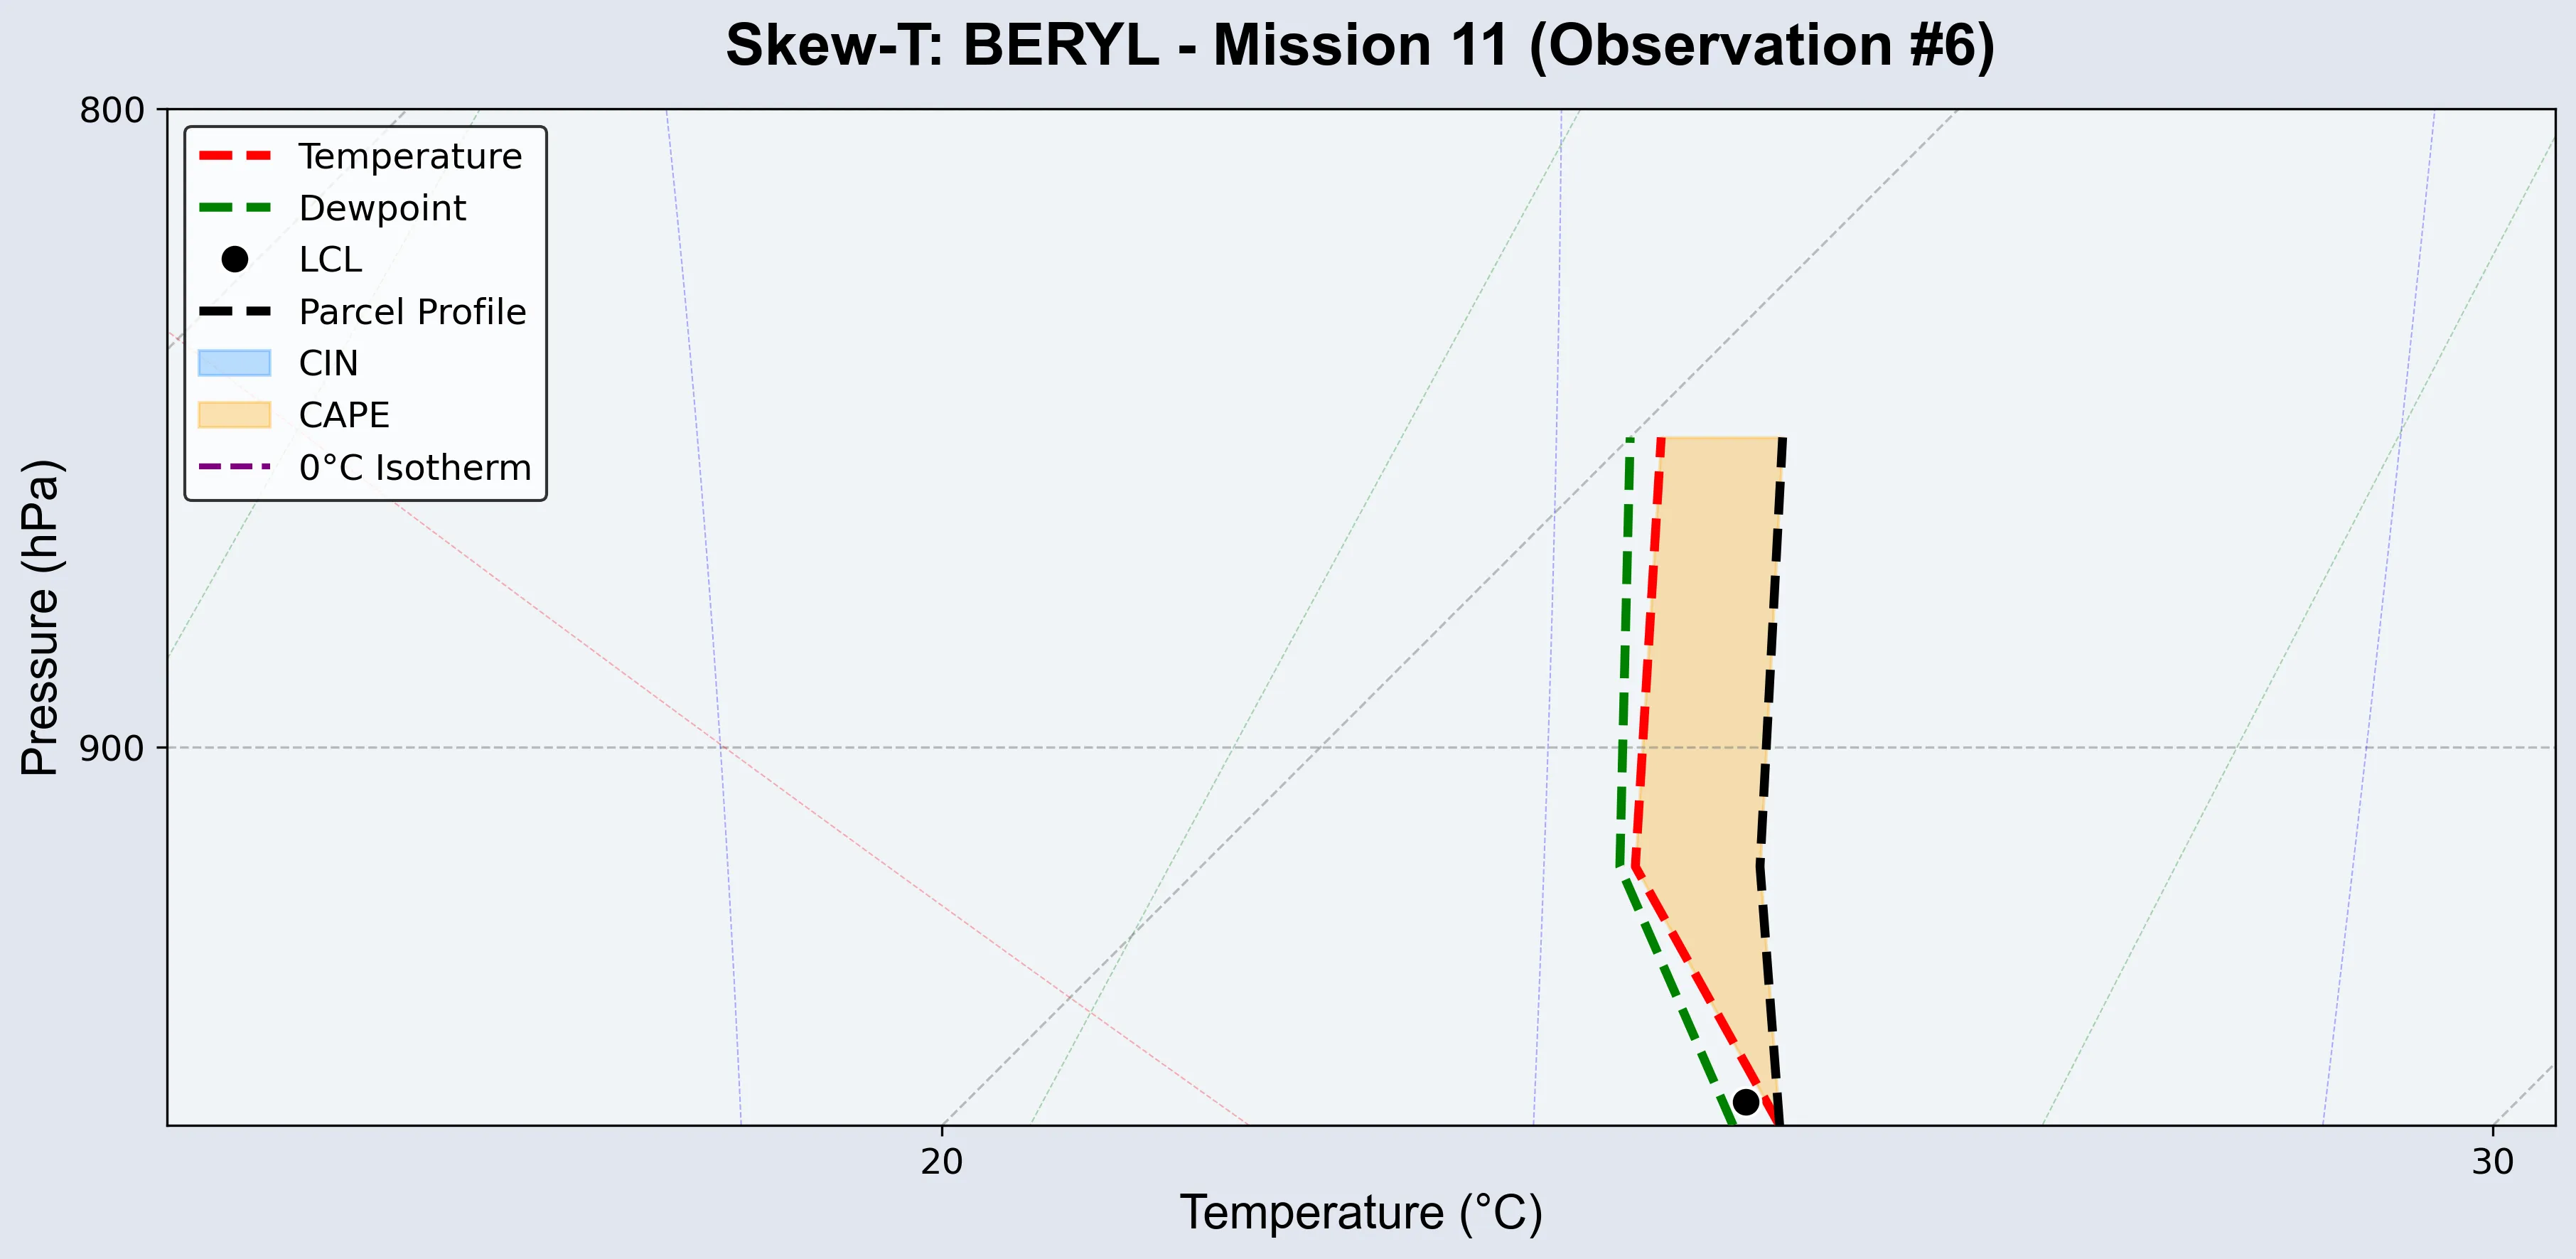 Skew-T: BERYL - Mission 11 (Observation #6)
800
900
Pressure (hPa)
Temperature
Dewpoint
LCL
Parcel Profile
CIN
CAPE
0°C Isotherm
20
30
Temperature (°C)